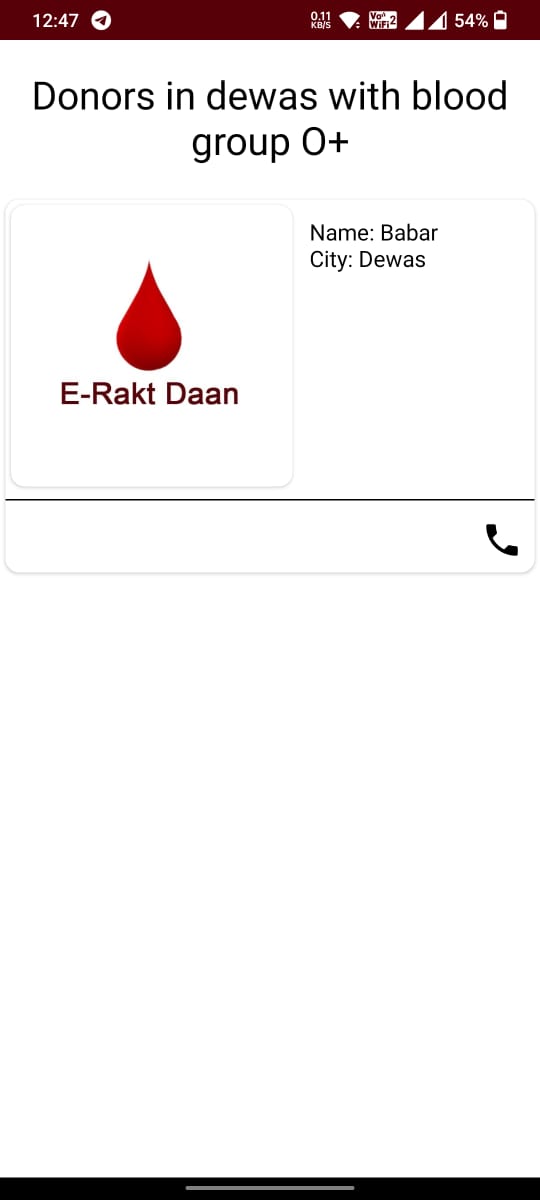 12:47
0.11
KB/S
Vo))
WiFi 2
54%
Donors in dewas with blood
group O+
Name: Babar
City: Dewas
E-Rakt Daan